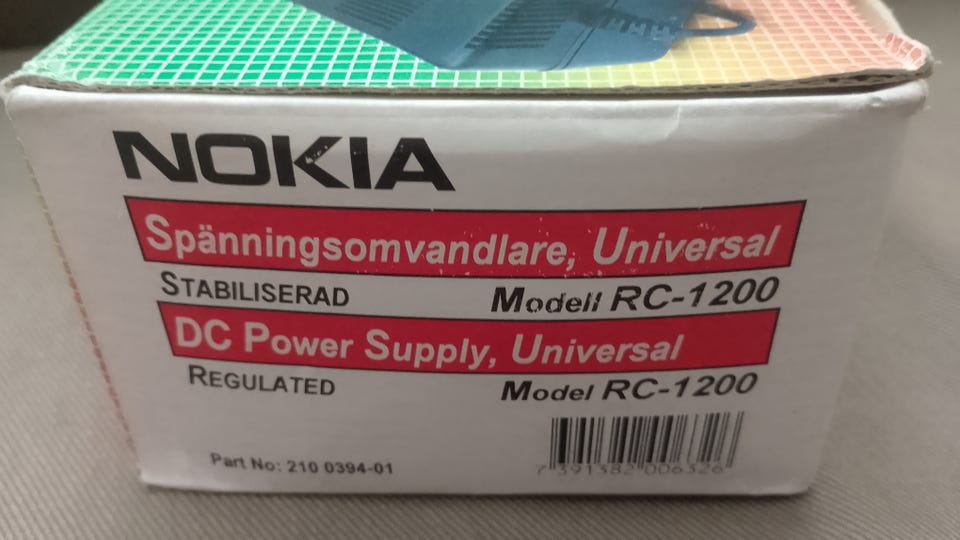 NOKIA
Spänningsomvandlare, Universal
STABILISERAD Modell RC-1200
DC Power Supply, Universal
REGULATED Model RC-1200
Part No: 210 0394-01
7 391382 006326